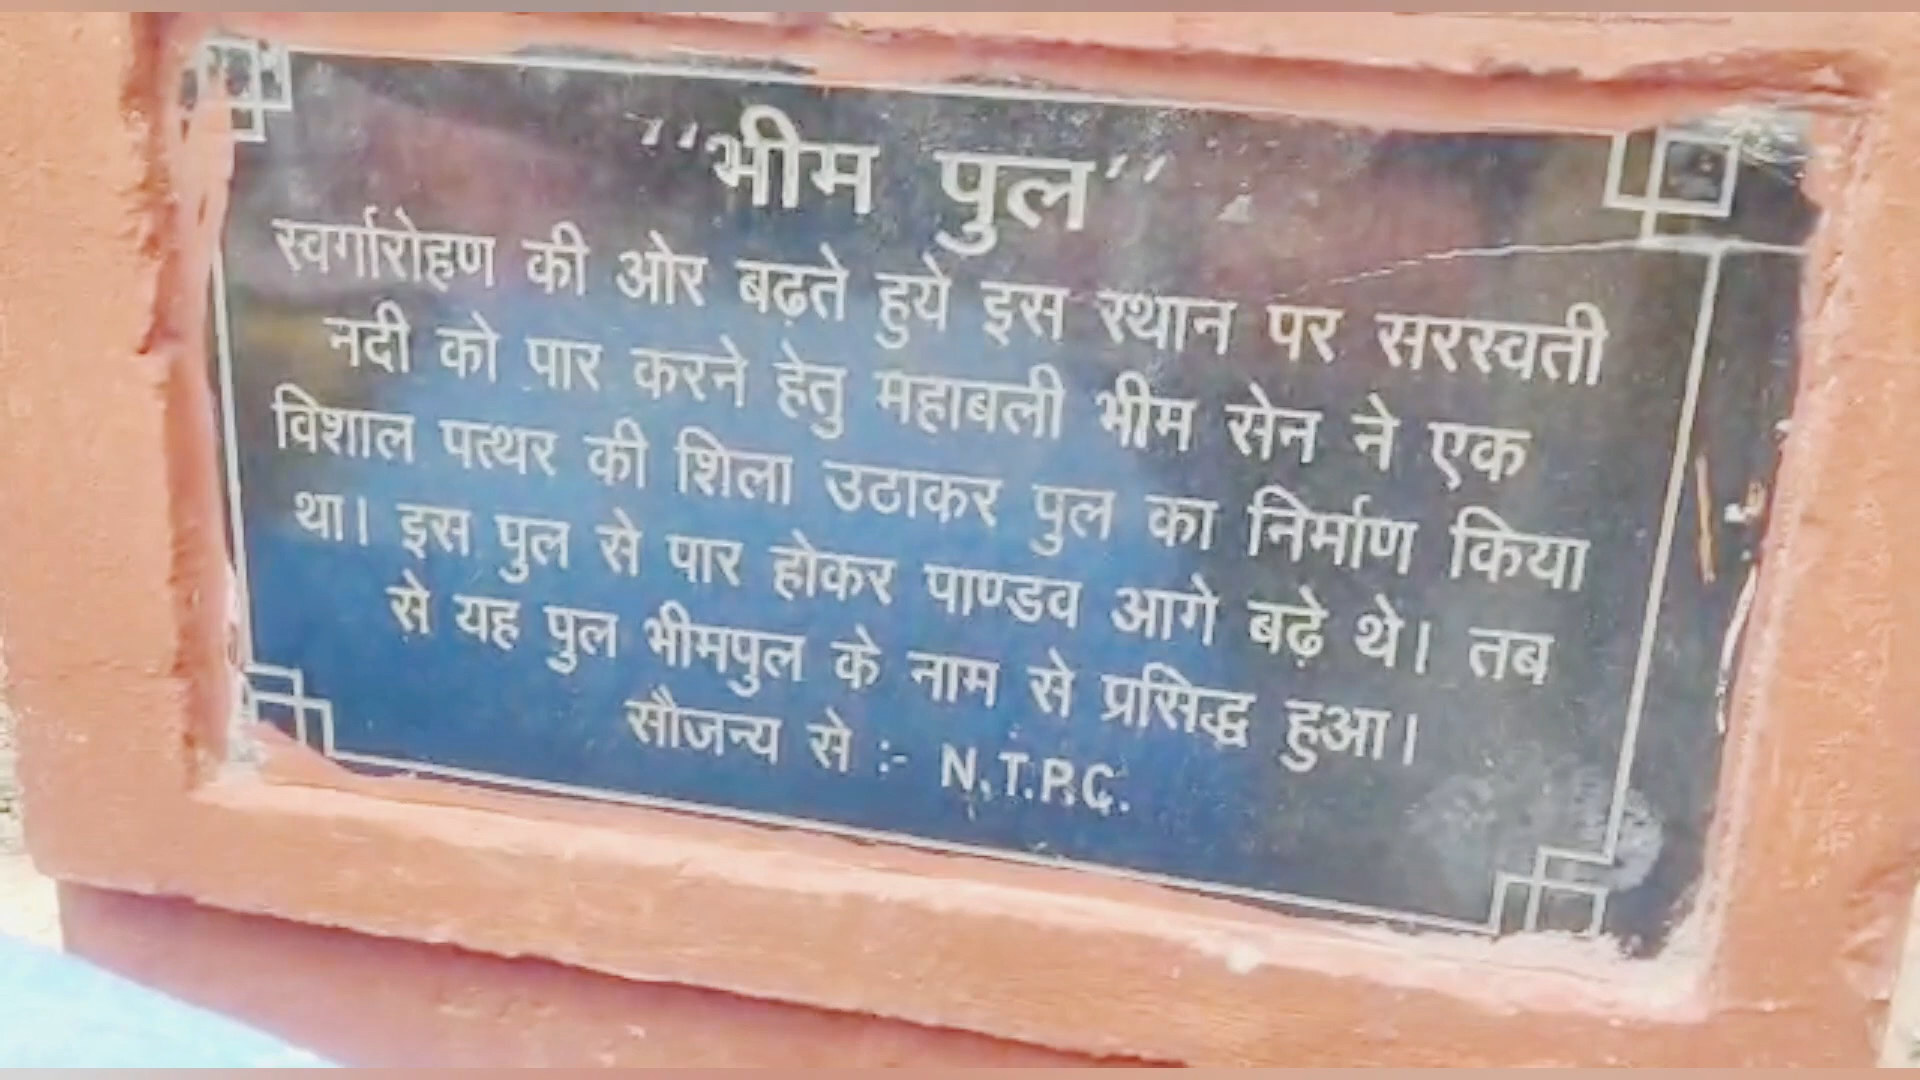 ‘‘भीम पुल’’
स्वर्गारोहण की ओर बढ़ते हुये इस स्थान पर सरस्वती
नदी को पार करने हेतु महाबली भीम सेन ने एक
विशाल पत्थर की शिला उठाकर पुल का निर्माण किया
था। इस पुल से पार होकर पाण्डव आगे बढ़े थे। तब
से यह पुल भीमपुल के नाम से प्रसिद्ध हुआ।
सौजन्य से :- N.T.P.C.